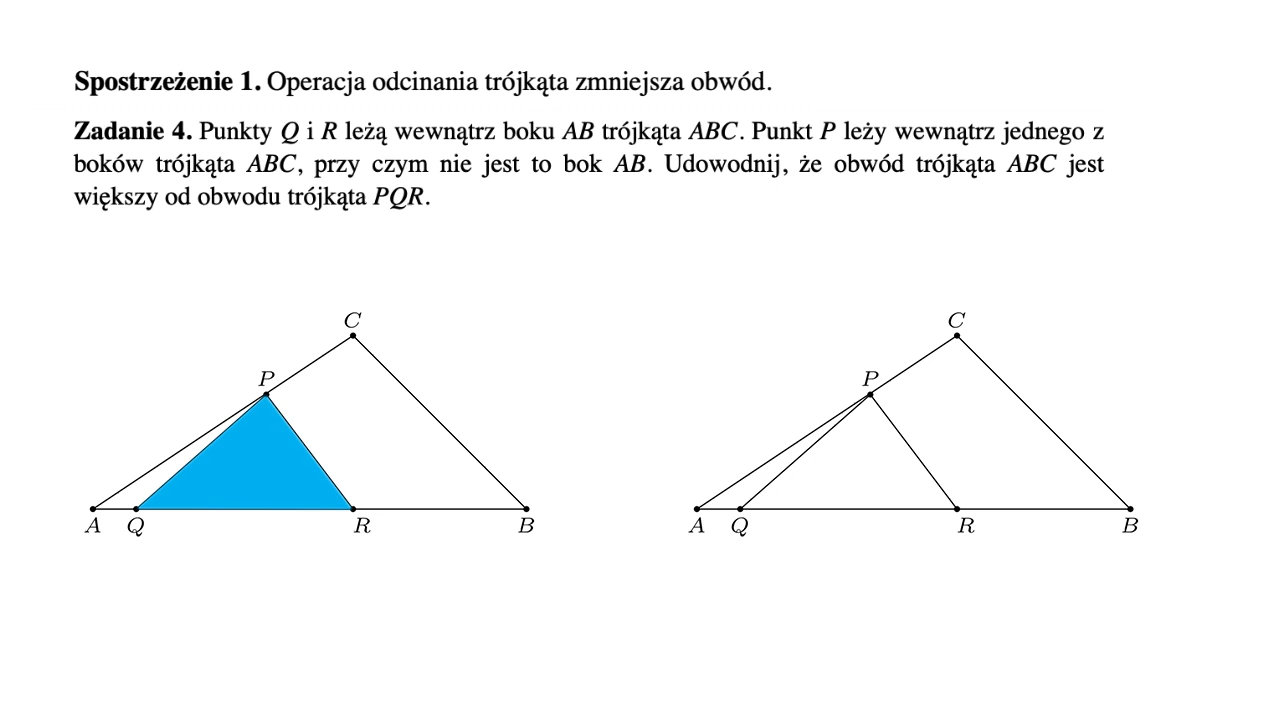 Spostrzeżenie 1. Operacja odcinania trójkąta zmniejsza obwód.
Zadanie 4. Punkty Q i R leżą wewnątrz boku AB trójkąta ABC. Punkt P leży wewnątrz jednego z
boków trójkąta ABC, przy czym nie jest to bok AB. Udowodnij, że obwód trójkąta ABC jest
większy od obwodu trójkąta PQR.
C
P
A Q R B
C
P
A Q R B